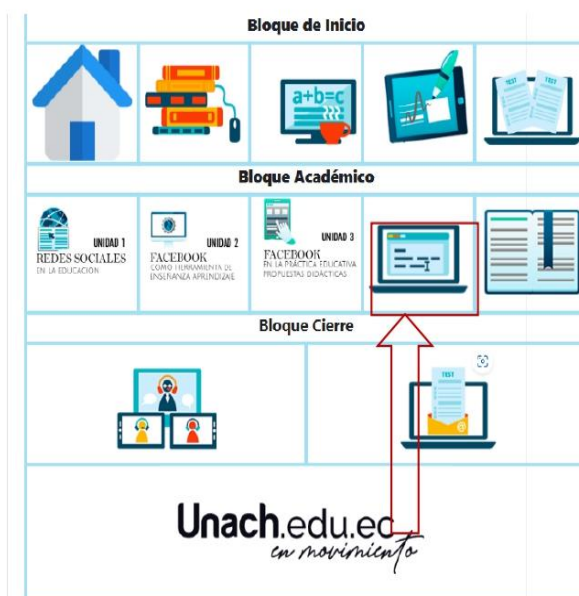 Bloque de Inicio
a+b=c
TEST
TEST
Bloque Académico
UNIDAD 1
REDES SOCIALES
EN LA EDUCACIÓN
UNIDAD 2
FACEBOOK
COMO HERRAMIENTA DE
ENSEÑANZA APRENDIZAJE
UNIDAD 3
FACEBOOK
EN LA PRÁCTICA EDUCATIVA
PROPUESTAS DIDÁCTICAS
Bloque Cierre
TEST
Unach.edu.ec
en movimiento